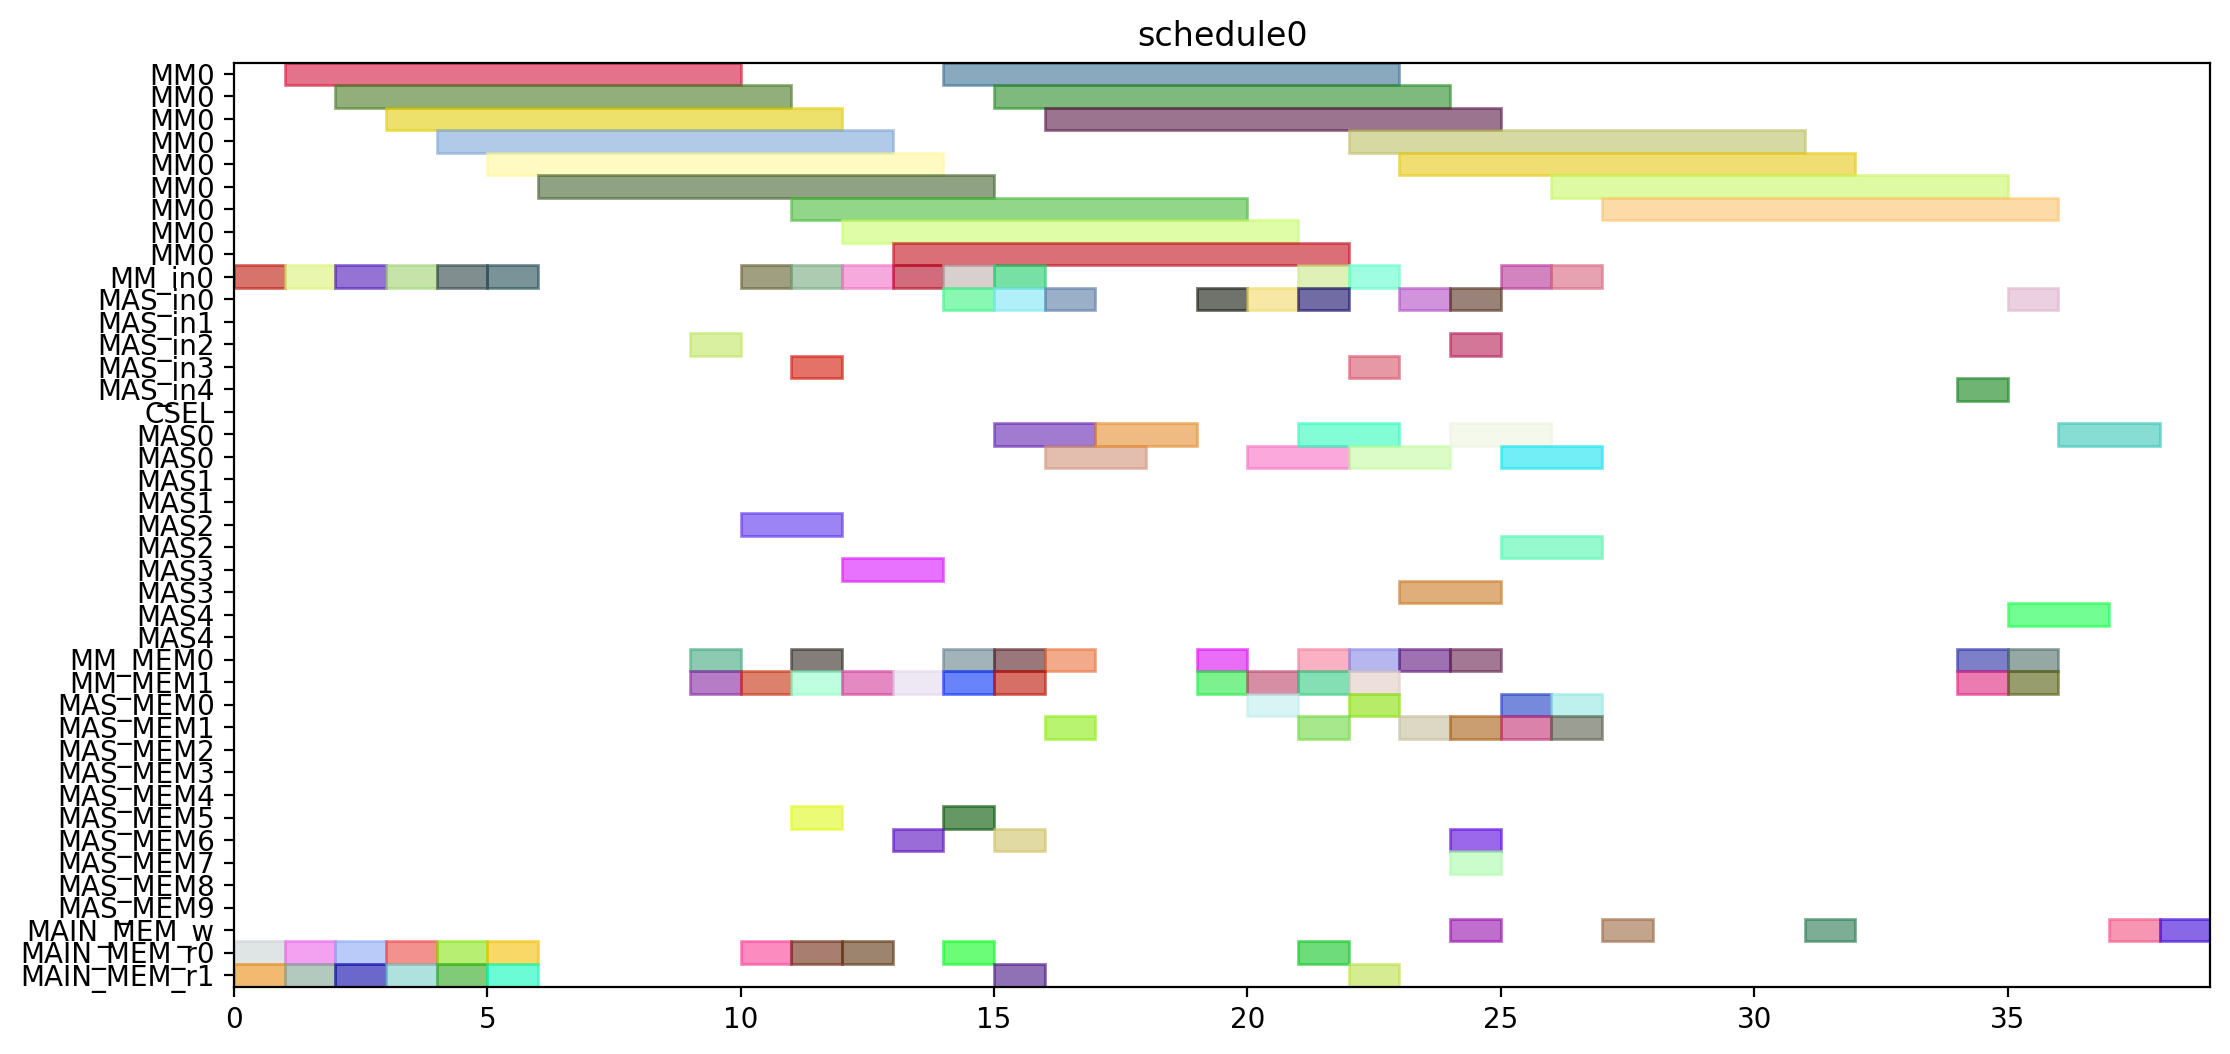 schedule0
MM0
MM0
MM0
MM0
MM0
MM0
MM0
MM0
MM0
MM_in0
MAS_in0
MAS_in1
MAS_in2
MAS_in3
MAS_in4
CSEL
MAS0
MAS0
MAS1
MAS1
MAS2
MAS2
MAS3
MAS3
MAS4
MAS4
MM_MEM0
MM_MEM1
MAS_MEM0
MAS_MEM1
MAS_MEM2
MAS_MEM3
MAS_MEM4
MAS_MEM5
MAS_MEM6
MAS_MEM7
MAS_MEM8
MAS_MEM9
MAIN_MEM_w
MAIN_MEM_r0
MAIN_MEM_r1
0 5 10 15 20 25 30 35